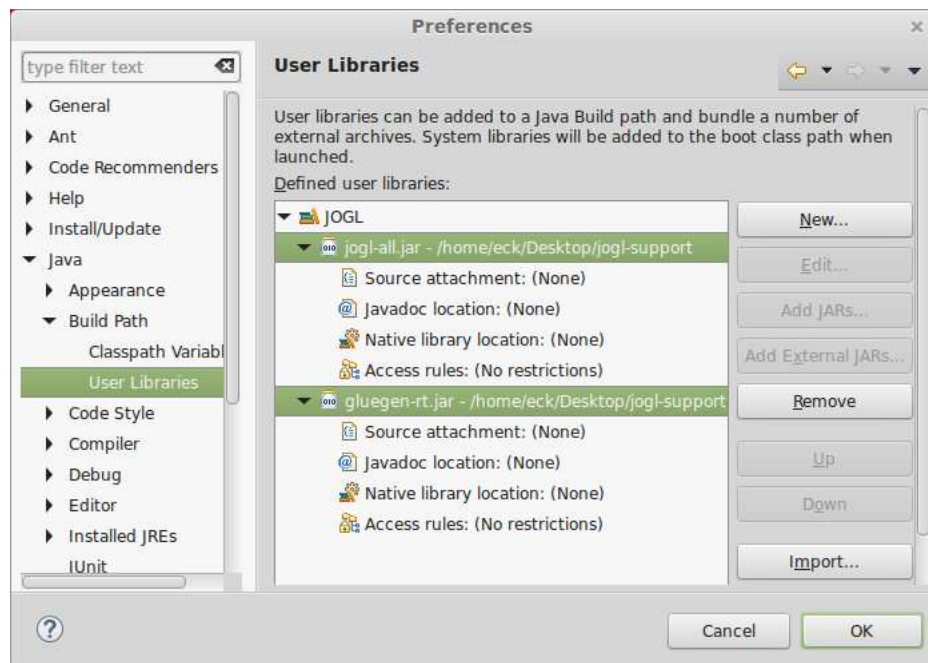 Preferences
type filter text
General
Ant
Code Recommenders
Help
Install/Update
Java
Appearance
Build Path
Classpath Variabl
User Libraries
Code Style
Compiler
Debug
Editor
Installed JREs
JUnit
User Libraries
User libraries can be added to a Java Build path and bundle a number of
external archives. System libraries will be added to the boot class path when
launched.
Defined user libraries:
JOGL
jogl-all.jar - /home/eck/Desktop/jogl-support
Source attachment: (None)
Javadoc location: (None)
Native library location: (None)
Access rules: (No restrictions)
gluegen-rt.jar - /home/eck/Desktop/jogl-support
Source attachment: (None)
Javadoc location: (None)
Native library location: (None)
Access rules: (No restrictions)
New...
Edit...
Add JARs...
Add External JARs...
Remove
Up
Down
Import...
Cancel
OK